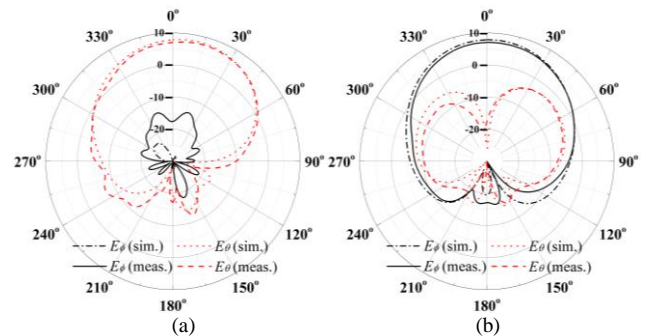 0°
330° 10 30°
0
300° -10 60°
-20
270° 90°
240° 120°
Eϕ (sim.) Eθ (sim.)
Eϕ (meas.) Eθ (meas.)
210° 150°
180°
(a)
0°
330° 10 30°
0
300° -10 60°
-20
270° 90°
240° 120°
Eϕ (sim.) Eθ (sim.)
Eϕ (meas.) Eθ (meas.)
210° 150°
180°
(b)